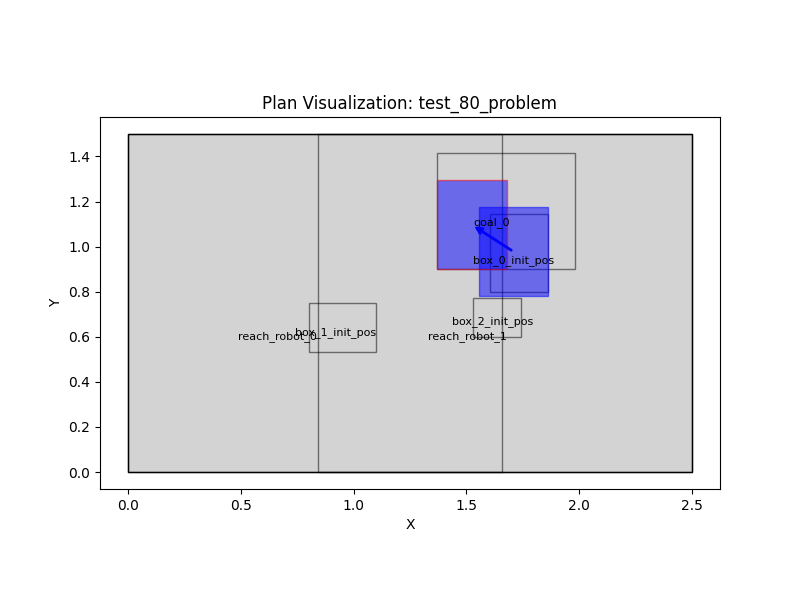 Plan Visualization: test_80_problem
Y
1.4
1.2
1.0
0.8
0.6
0.4
0.2
0.0
goal_0
box_0_init_pos
box_2_init_pos
box_1_init_pos
reach_robot_0
reach_robot_1
0.0 0.5 1.0 1.5 2.0 2.5
X